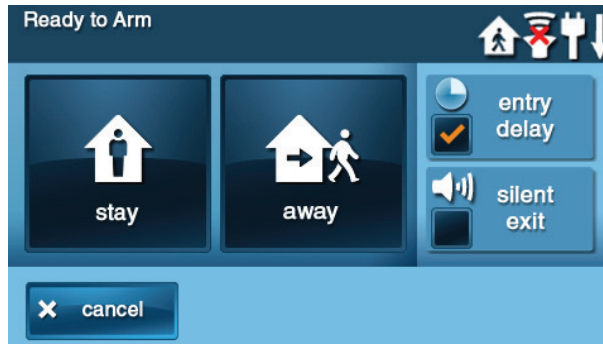 Ready to Arm
stay
away
entry
delay
silent
exit
cancel